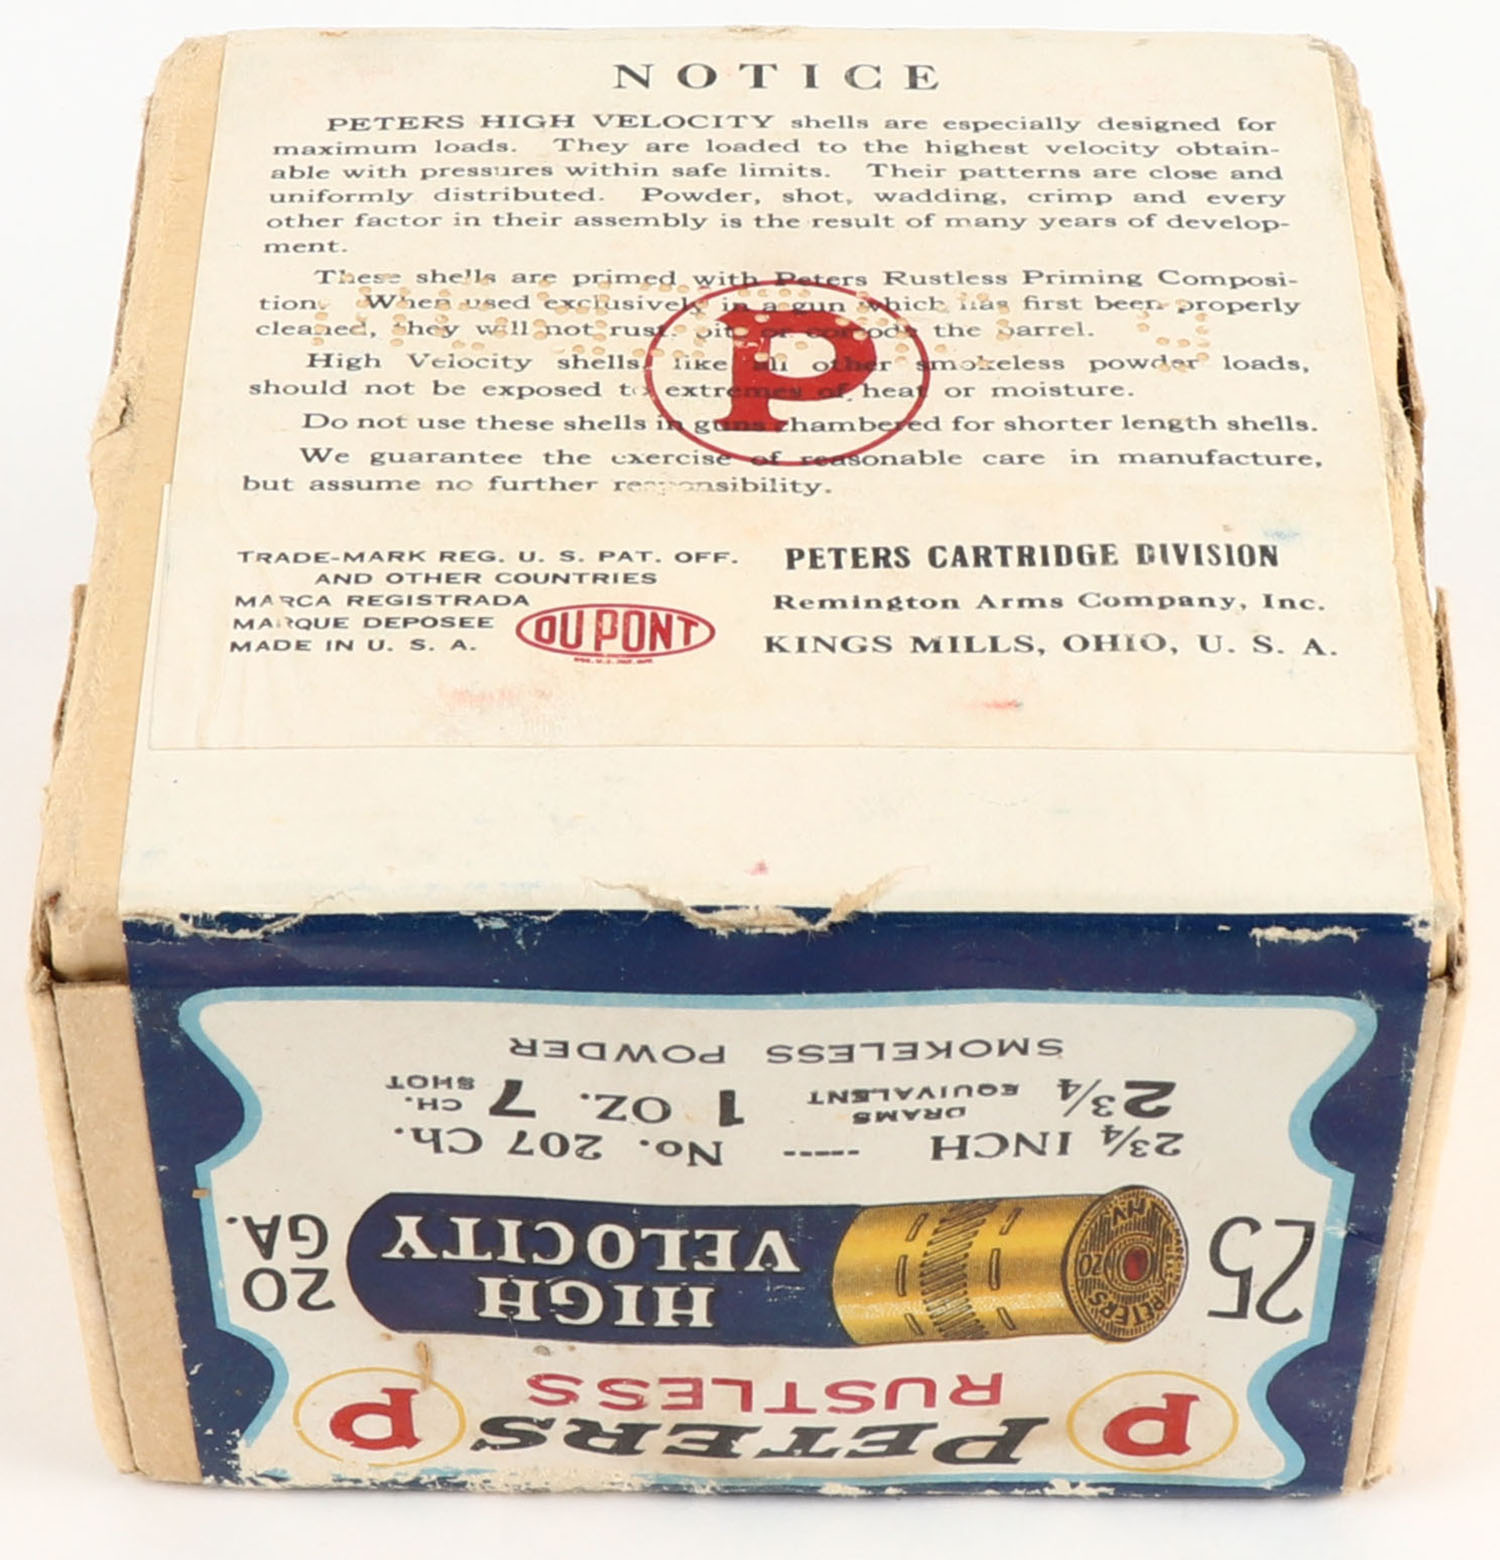 NOTICE
PETERS HIGH VELOCITY shells are especially designed for
maximum loads. They are loaded to the highest velocity obtain-
able with pressures within safe limits. Their patterns are close and
uniformly distributed. Powder, shot, wadding, crimp and every
other factor in their assembly is the result of many years of develop-
ment.
These shells are primed with Peters Rustless Priming Composi-
tion. When used exclusively in a gun which has first been properly
cleaned, they will not rust, pit or corrode the barrel.
High Velocity shells, like all other smokeless powder loads,
should not be exposed to extremes of heat or moisture.
Do not use these shells in guns chambered for shorter length shells.
We guarantee the exercise of reasonable care in manufacture,
but assume no further responsibility.
P
TRADE-MARK REG. U. S. PAT. OFF.
AND OTHER COUNTRIES
MARCA REGISTRADA
MARQUE DEPOSEE
MADE IN U. S. A.
DU PONT
PETERS CARTRIDGE DIVISION
Remington Arms Company, Inc.
KINGS MILLS, OHIO, U. S. A.
P PETERS P
RUSTLESS
25
PETERS HV 20
HIGH
VELOCITY
20
GA.
2¾ INCH ----- No. 207 Ch.
2¾ DRAMS EQUIVALENT 1 OZ. 7 CH. SHOT
SMOKELESS POWDER